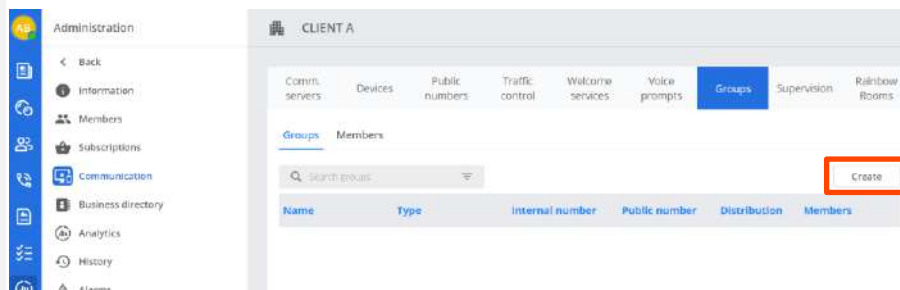 AB
Administration
CLIENT A
Back
Information
Members
Subscriptions
Communication
Business directory
Analytics
History
Alarms
Comm. servers
Devices
Public numbers
Traffic control
Welcome services
Voice prompts
Groups
Supervision
Rainbow Rooms
Groups
Members
Search groups
Create
Name
Type
Internal number
Public number
Distribution
Members